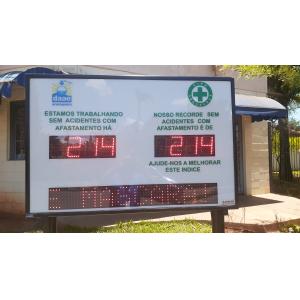 daae
ESTAMOS TRABALHANDO
SEM ACIDENTES COM
AFASTAMENTO HÁ
214
NOSSO RECORDE SEM
ACIDENTES COM
AFASTAMENTO É DE
214
AJUDE-NOS A MELHORAR
ESTE INDICE